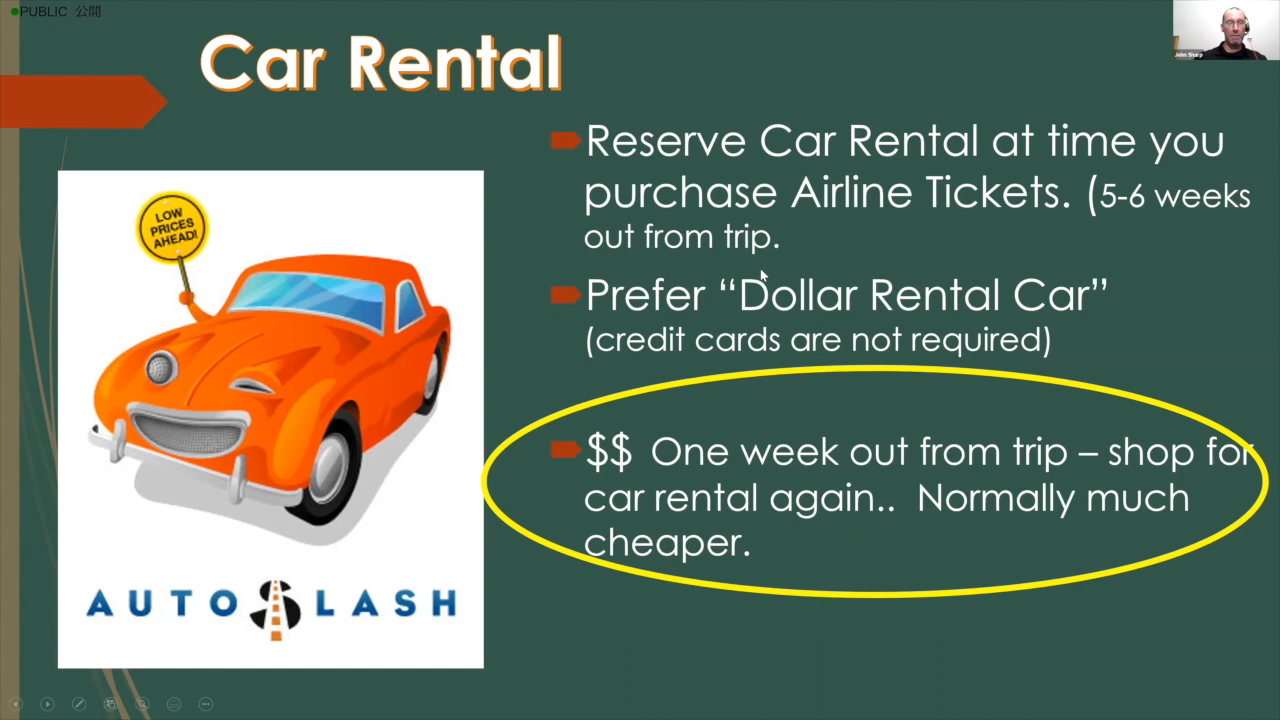 PUBLIC 公開
John Sharp
Car Rental
Reserve Car Rental at time you
purchase Airline Tickets. (5-6 weeks
out from trip.
Prefer “Dollar Rental Car”
(credit cards are not required)
$$ One week out from trip – shop for
car rental again.. Normally much
cheaper.
LOW
PRICES
AHEAD!
AUTO$LASH